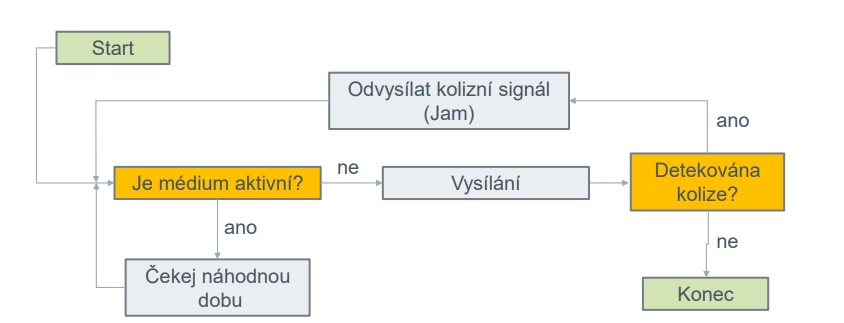 Start
Odvysílat kolizní signál
(Jam)
ano
Je médium aktivní?
ne
Vysílání
Detekována
kolize?
ano
ne
Čekej náhodnou
dobu
Konec